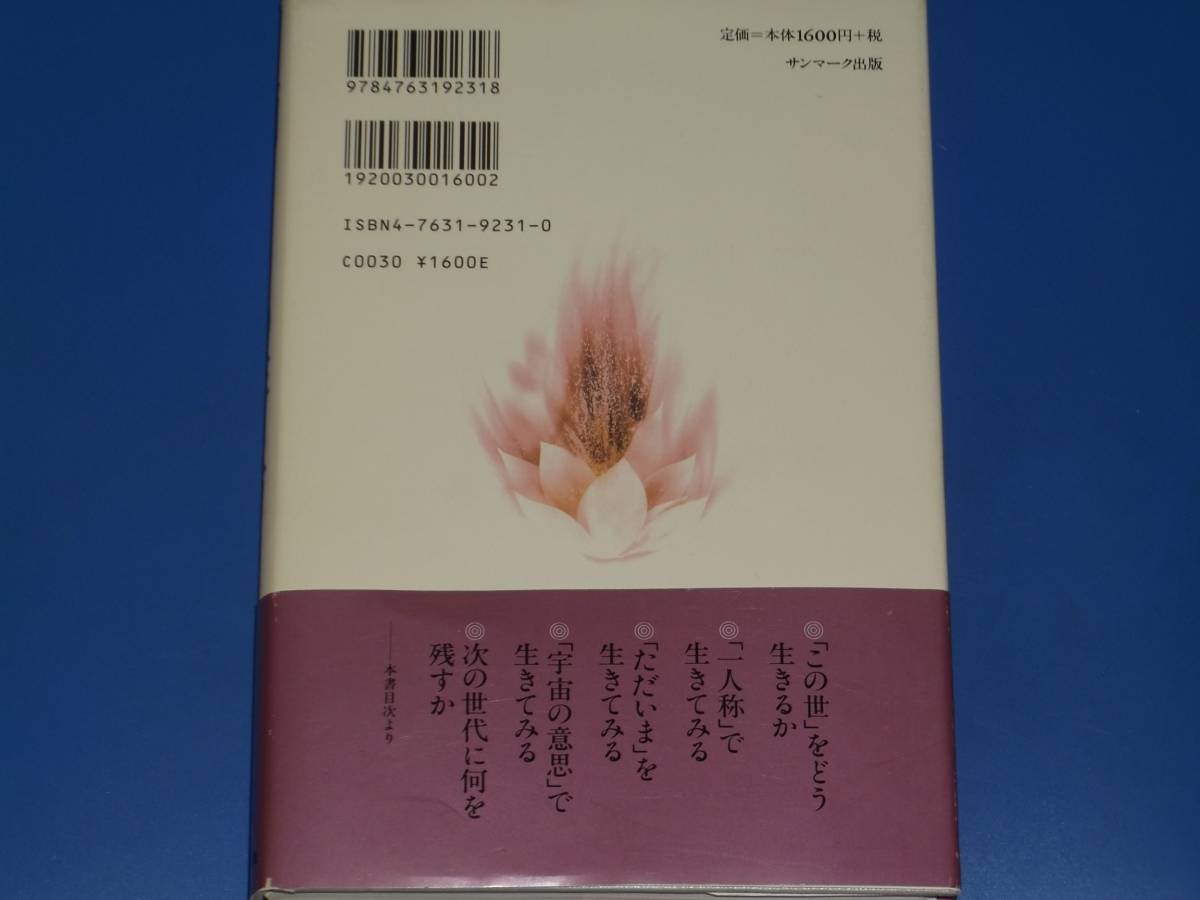 定価＝本体1600円＋税
サンマーク出版
9784763192318
1920030016002
ISBN4-7631-9231-0
C0030 ¥1600E
◎「この世」をどう
生きるか
◎「一人称」で
生きてみる
◎「ただいま」を
生きてみる
◎「宇宙の意思」で
生きてみる
◎次の世代に何を
残すか
――本書目次より